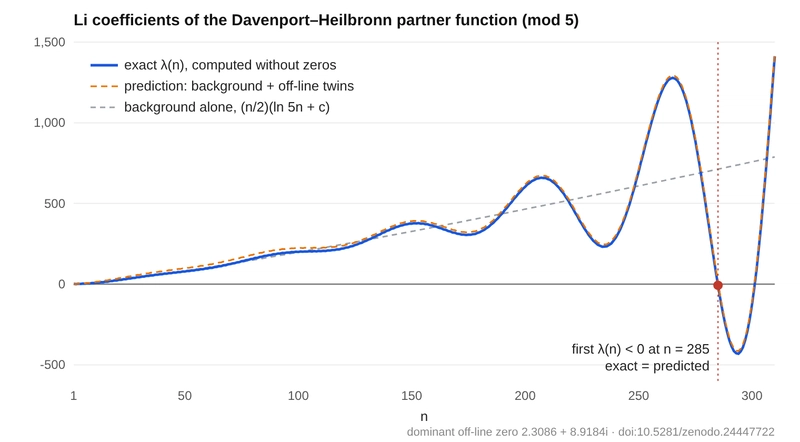 Li coefficients of the Davenport–Heilbronn partner function (mod 5)
1,500
1,000
500
0
-500
exact λ(n), computed without zeros
prediction: background + off-line twins
background alone, (n/2)(ln 5n + c)
first λ(n) < 0 at n = 285
exact = predicted
1 50 100 150 200 250 300
n
dominant off-line zero 2.3086 + 8.9184i · doi:10.5281/zenodo.24447722